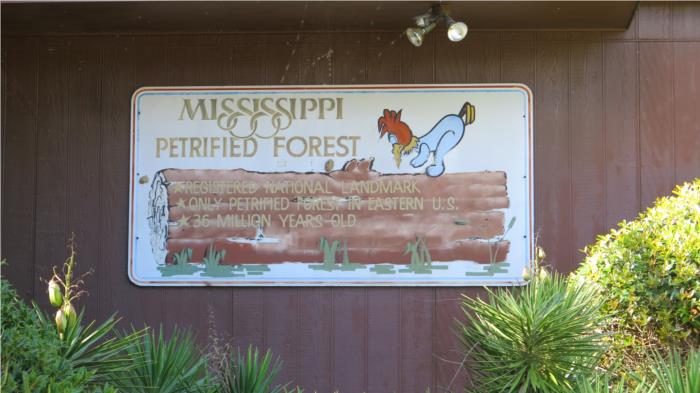 MISSISSIPPI
PETRIFIED FOREST
★REGISTERED NATIONAL LANDMARK
★ONLY PETRIFIED FOREST IN EASTERN U.S.
★36 MILLION YEARS OLD